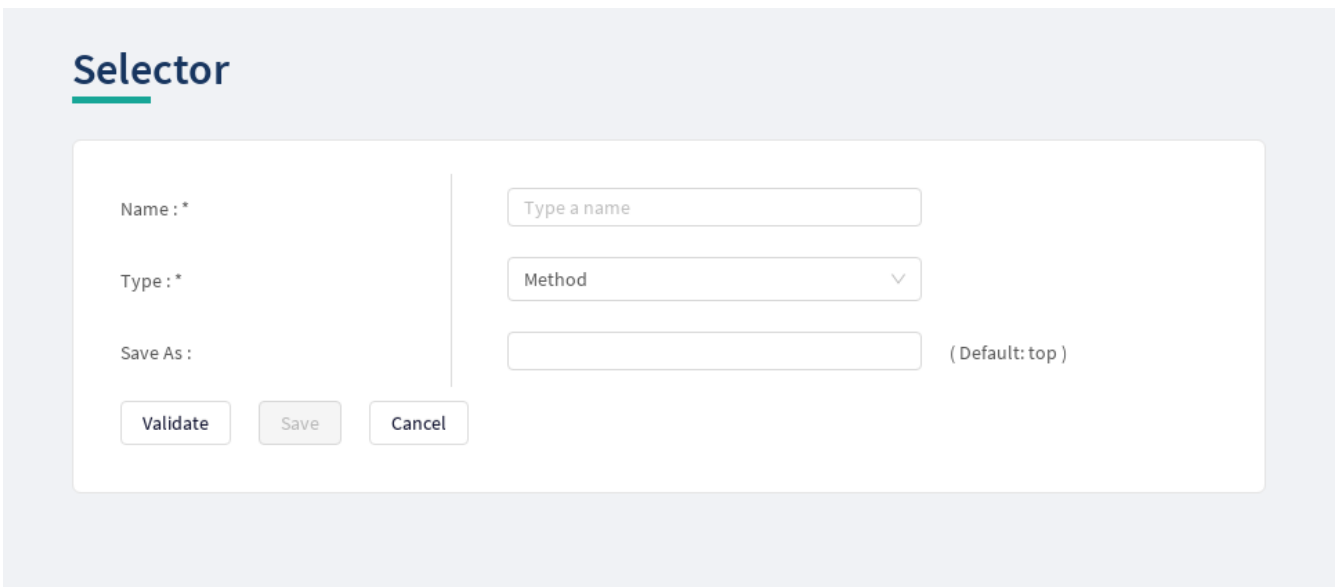 Selector
Name : * Type a name
Type : * Method
Save As : ( Default: top )
Validate Save Cancel